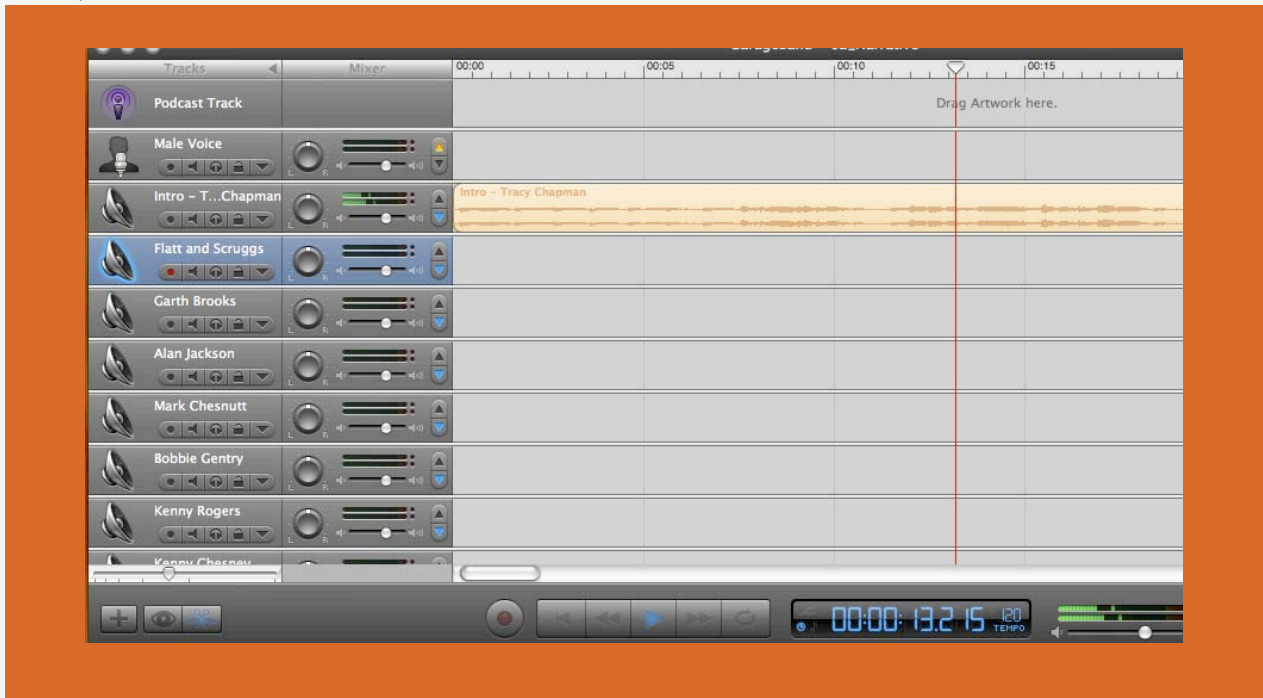 Tracks Mixer 00:00 00:05 00:10 00:15
Podcast Track
Drag Artwork here.
Male Voice
L R
Intro – T...Chapman
L R
Intro – Tracy Chapman
Flatt and Scruggs
L R
Garth Brooks
L R
Alan Jackson
L R
Mark Chesnutt
L R
Bobbie Gentry
L R
Kenny Rogers
L R
Kenny Chesney
00:00:13.215 120
TEMPO